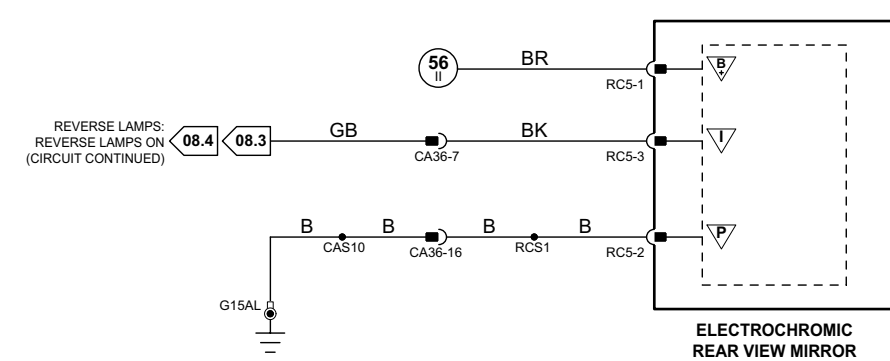 56
II
BR
RC5-1
B
+
REVERSE LAMPS:
REVERSE LAMPS ON
(CIRCUIT CONTINUED)
08.4
08.3
GB
CA36-7
BK
RC5-3
I
B
CAS10
B
CA36-16
B
RCS1
B
RC5-2
P
G15AL
ELECTROCHROMIC
REAR VIEW MIRROR